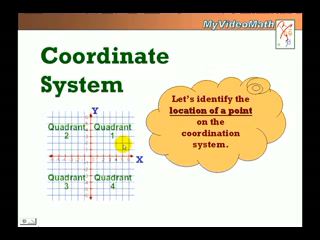 MyVideoMath
Coordinate
System
Let's identify the
location of a point
on the
coordination
system.
Y
Quadrant
2
Quadrant
1
X
Quadrant
3
Quadrant
4